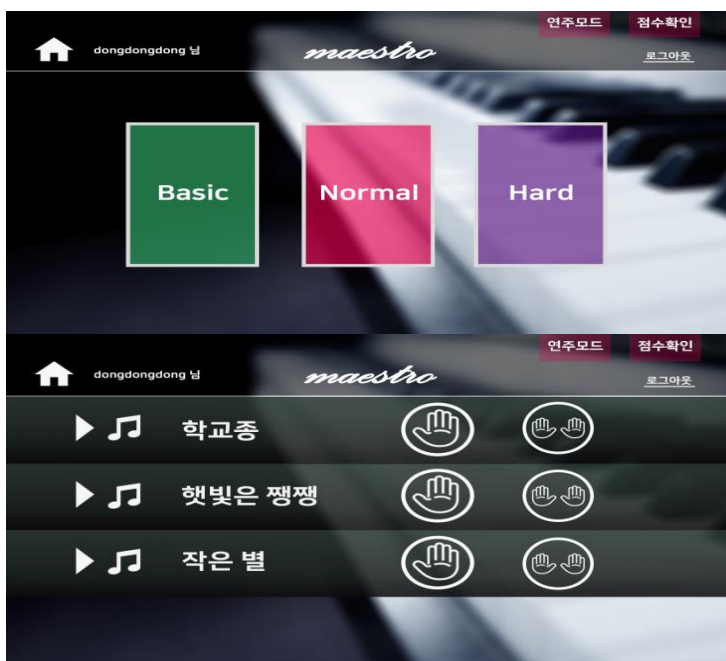 연주모드 점수확인
dongdongdong 님 maestro 로그아웃
Basic Normal Hard
연주모드 점수확인
dongdongdong 님 maestro 로그아웃
학교종
햇빛은 쨍쨍
작은 별